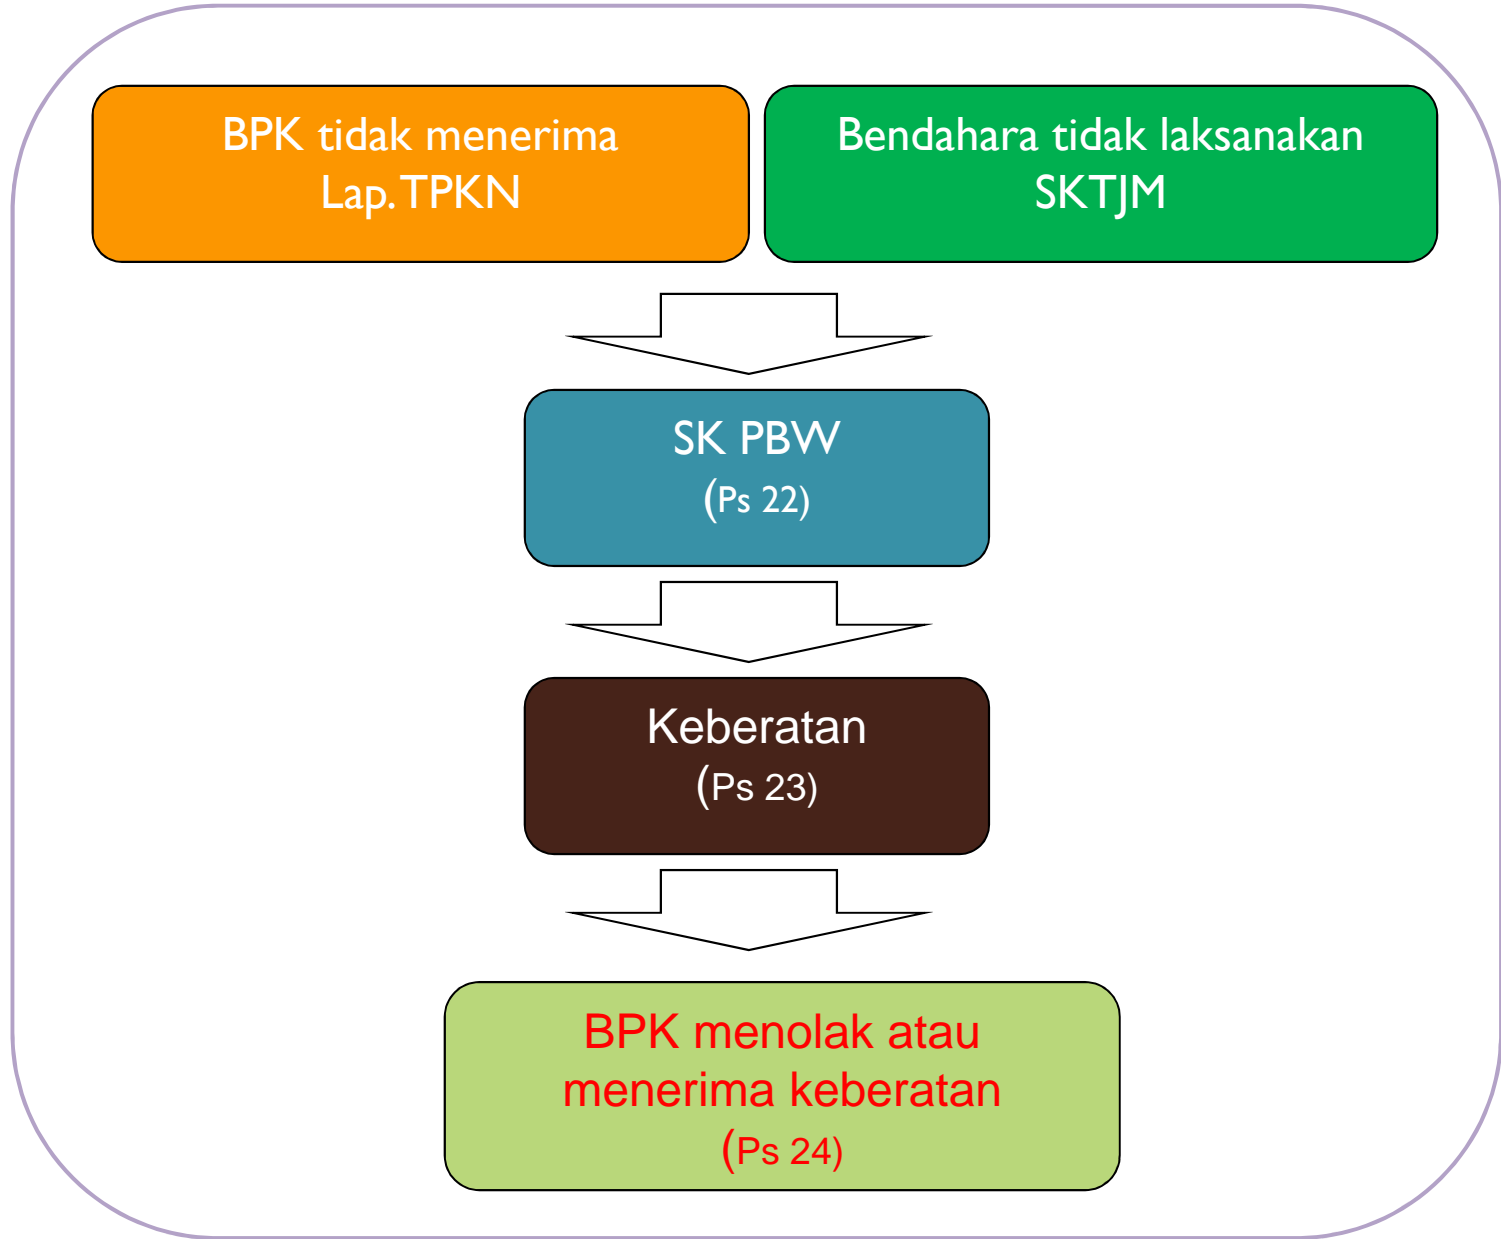 BPK tidak menerima
Lap. TPKN
Bendahara tidak laksanakan
SKTJM
SK PBW
(Ps 22)
Keberatan
(Ps 23)
BPK menolak atau
menerima keberatan
(Ps 24)